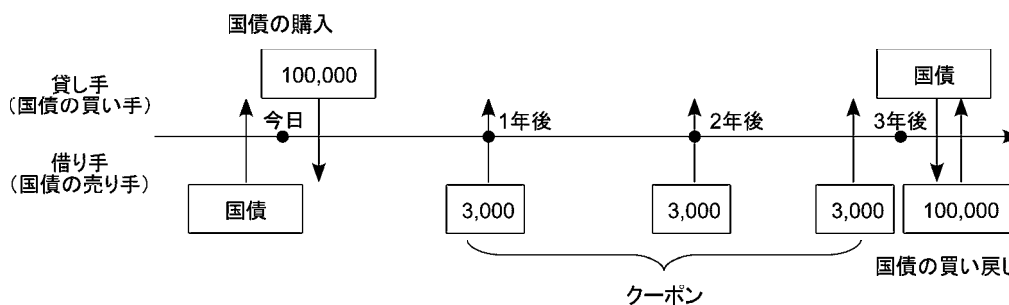 国債の購入
100,000
国債
貸し手
(国債の買い手)
今日
1年後
2年後
3年後
借り手
(国債の売り手)
国債
3,000
3,000
3,000
100,000
国債の買い戻し
クーポン